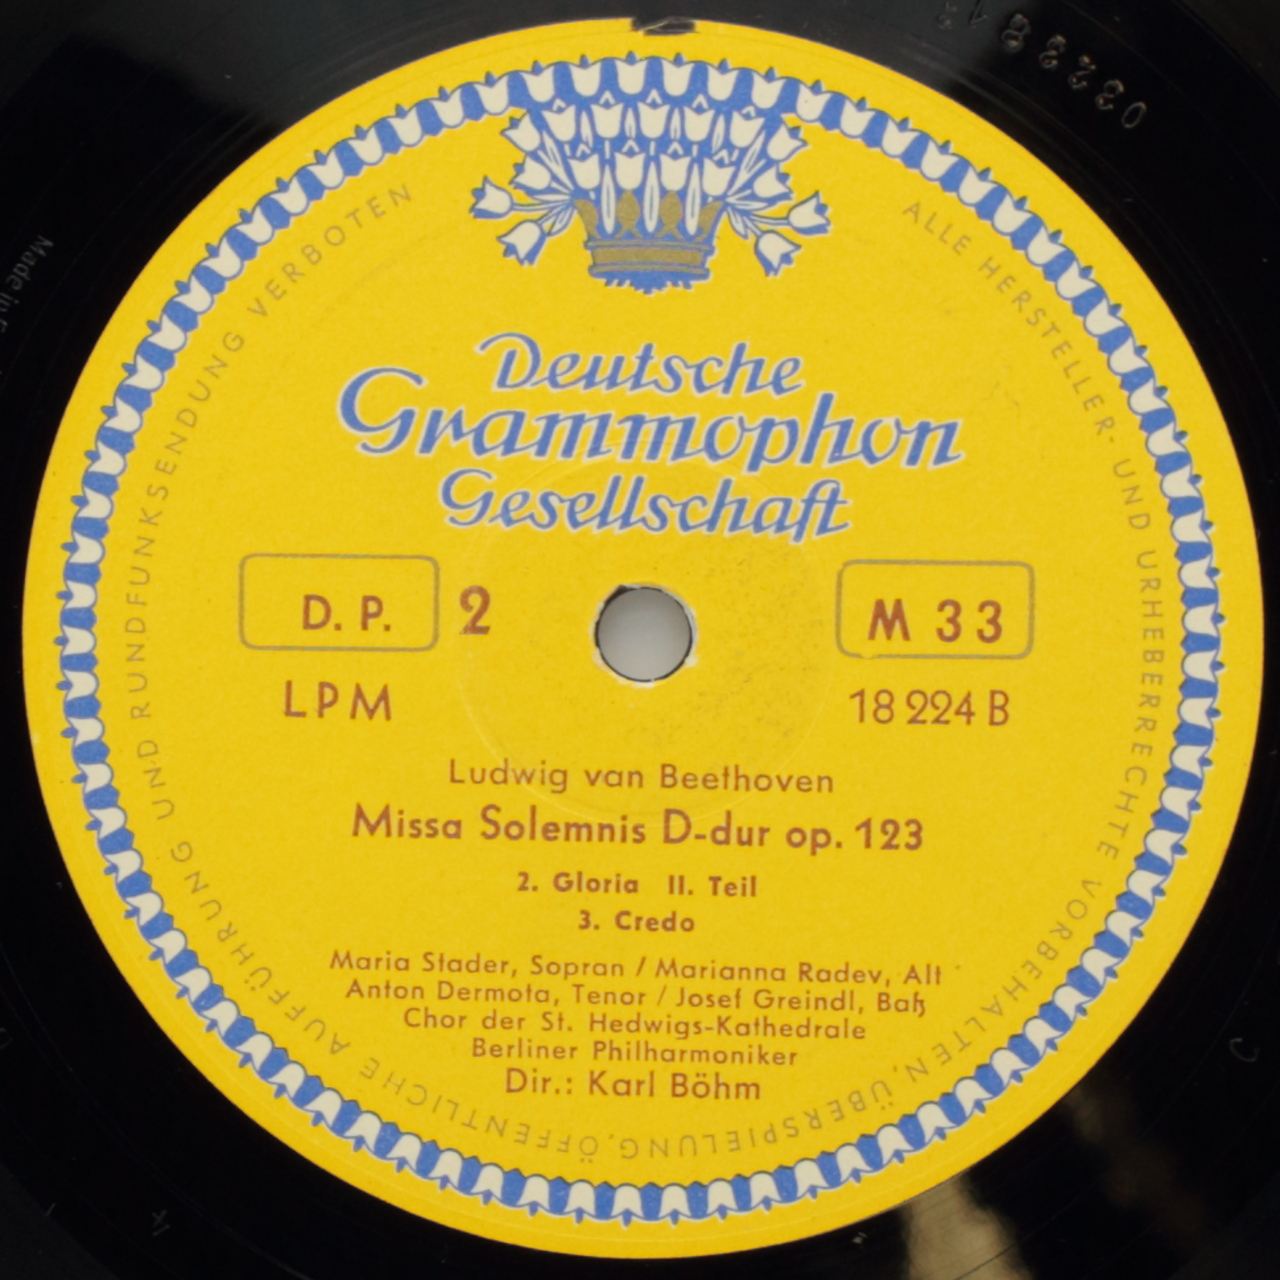 Deutsche
Grammophon
Gesellschaft
D. P. 2
M 33
LPM
18 224 B
Ludwig van Beethoven
Missa Solemnis D-dur op. 123
2. Gloria II. Teil
3. Credo
Maria Stader, Sopran / Marianna Radev, Alt
Anton Dermota, Tenor / Josef Greindl, Baß
Chor der St. Hedwigs-Kathedrale
Berliner Philharmoniker
Dir.: Karl Böhm
ALLE HERSTELLER- UND URHEBERRECHTE VORBEHALTEN, ÜBERSPIELUNG, ÖFFENTLICHE AUFFÜHRUNG UND RUNDFUNKSENDUNG VERBOTEN
Made in